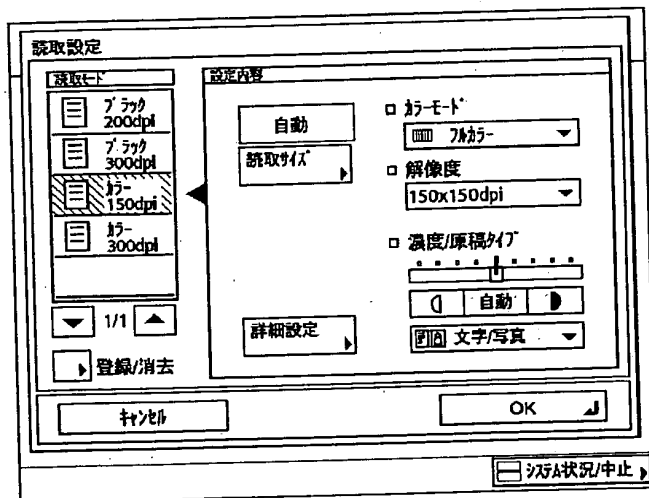 読取設定
読取モード
ブラック
200dpi
ブラック
300dpi
カラー
150dpi
カラー
300dpi
1/1
登録/消去
設定内容
自動
読取サイズ
詳細設定
カラーモード
フルカラー
解像度
150x150dpi
濃度/原稿タイプ
自動
文字/写真
キャンセル
OK
システム状況/中止